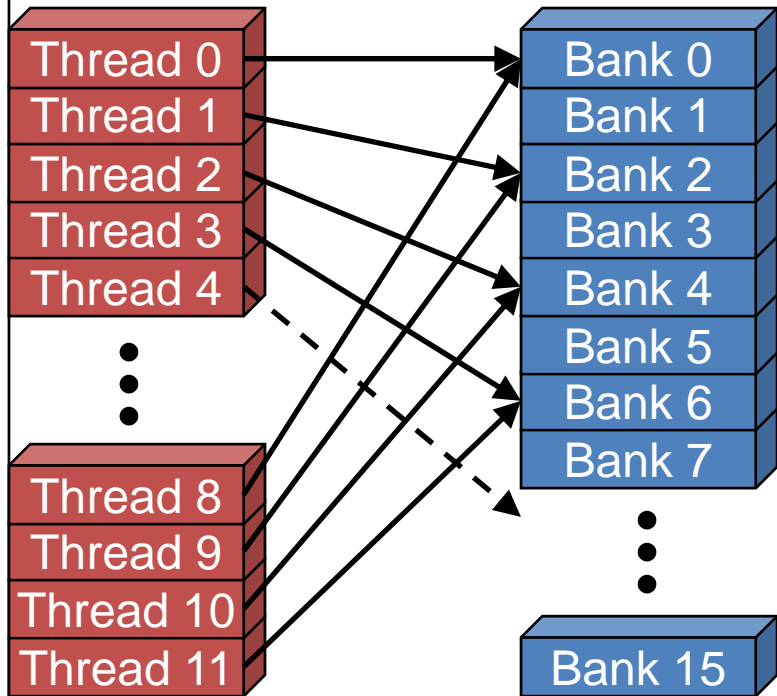 Thread 0
Thread 1
Thread 2
Thread 3
Thread 4
Thread 8
Thread 9
Thread 10
Thread 11
Bank 0
Bank 1
Bank 2
Bank 3
Bank 4
Bank 5
Bank 6
Bank 7
Bank 15